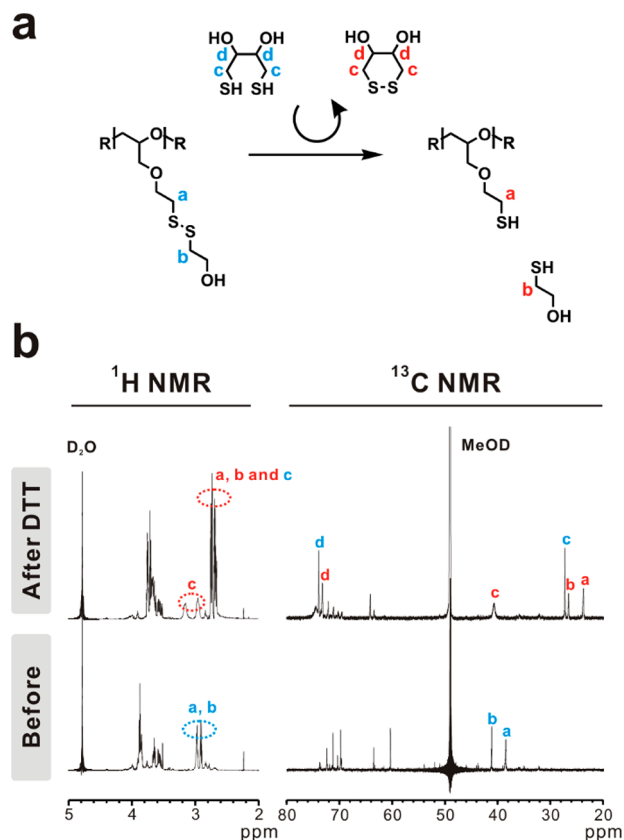 a
HO OH
d d
c c
SH SH
HO OH
d d
c c
S-S
R O R
O
a
S
S
b
OH
R O R
O
a
SH
SH
b
OH
b
¹H NMR
¹³C NMR
D₂O
MeOD
After DTT
a, b and c
c
d
d
c
c
b
a
Before
a, b
b
a
5 4 3 2
ppm
80 70 60 50 40 30 20
ppm